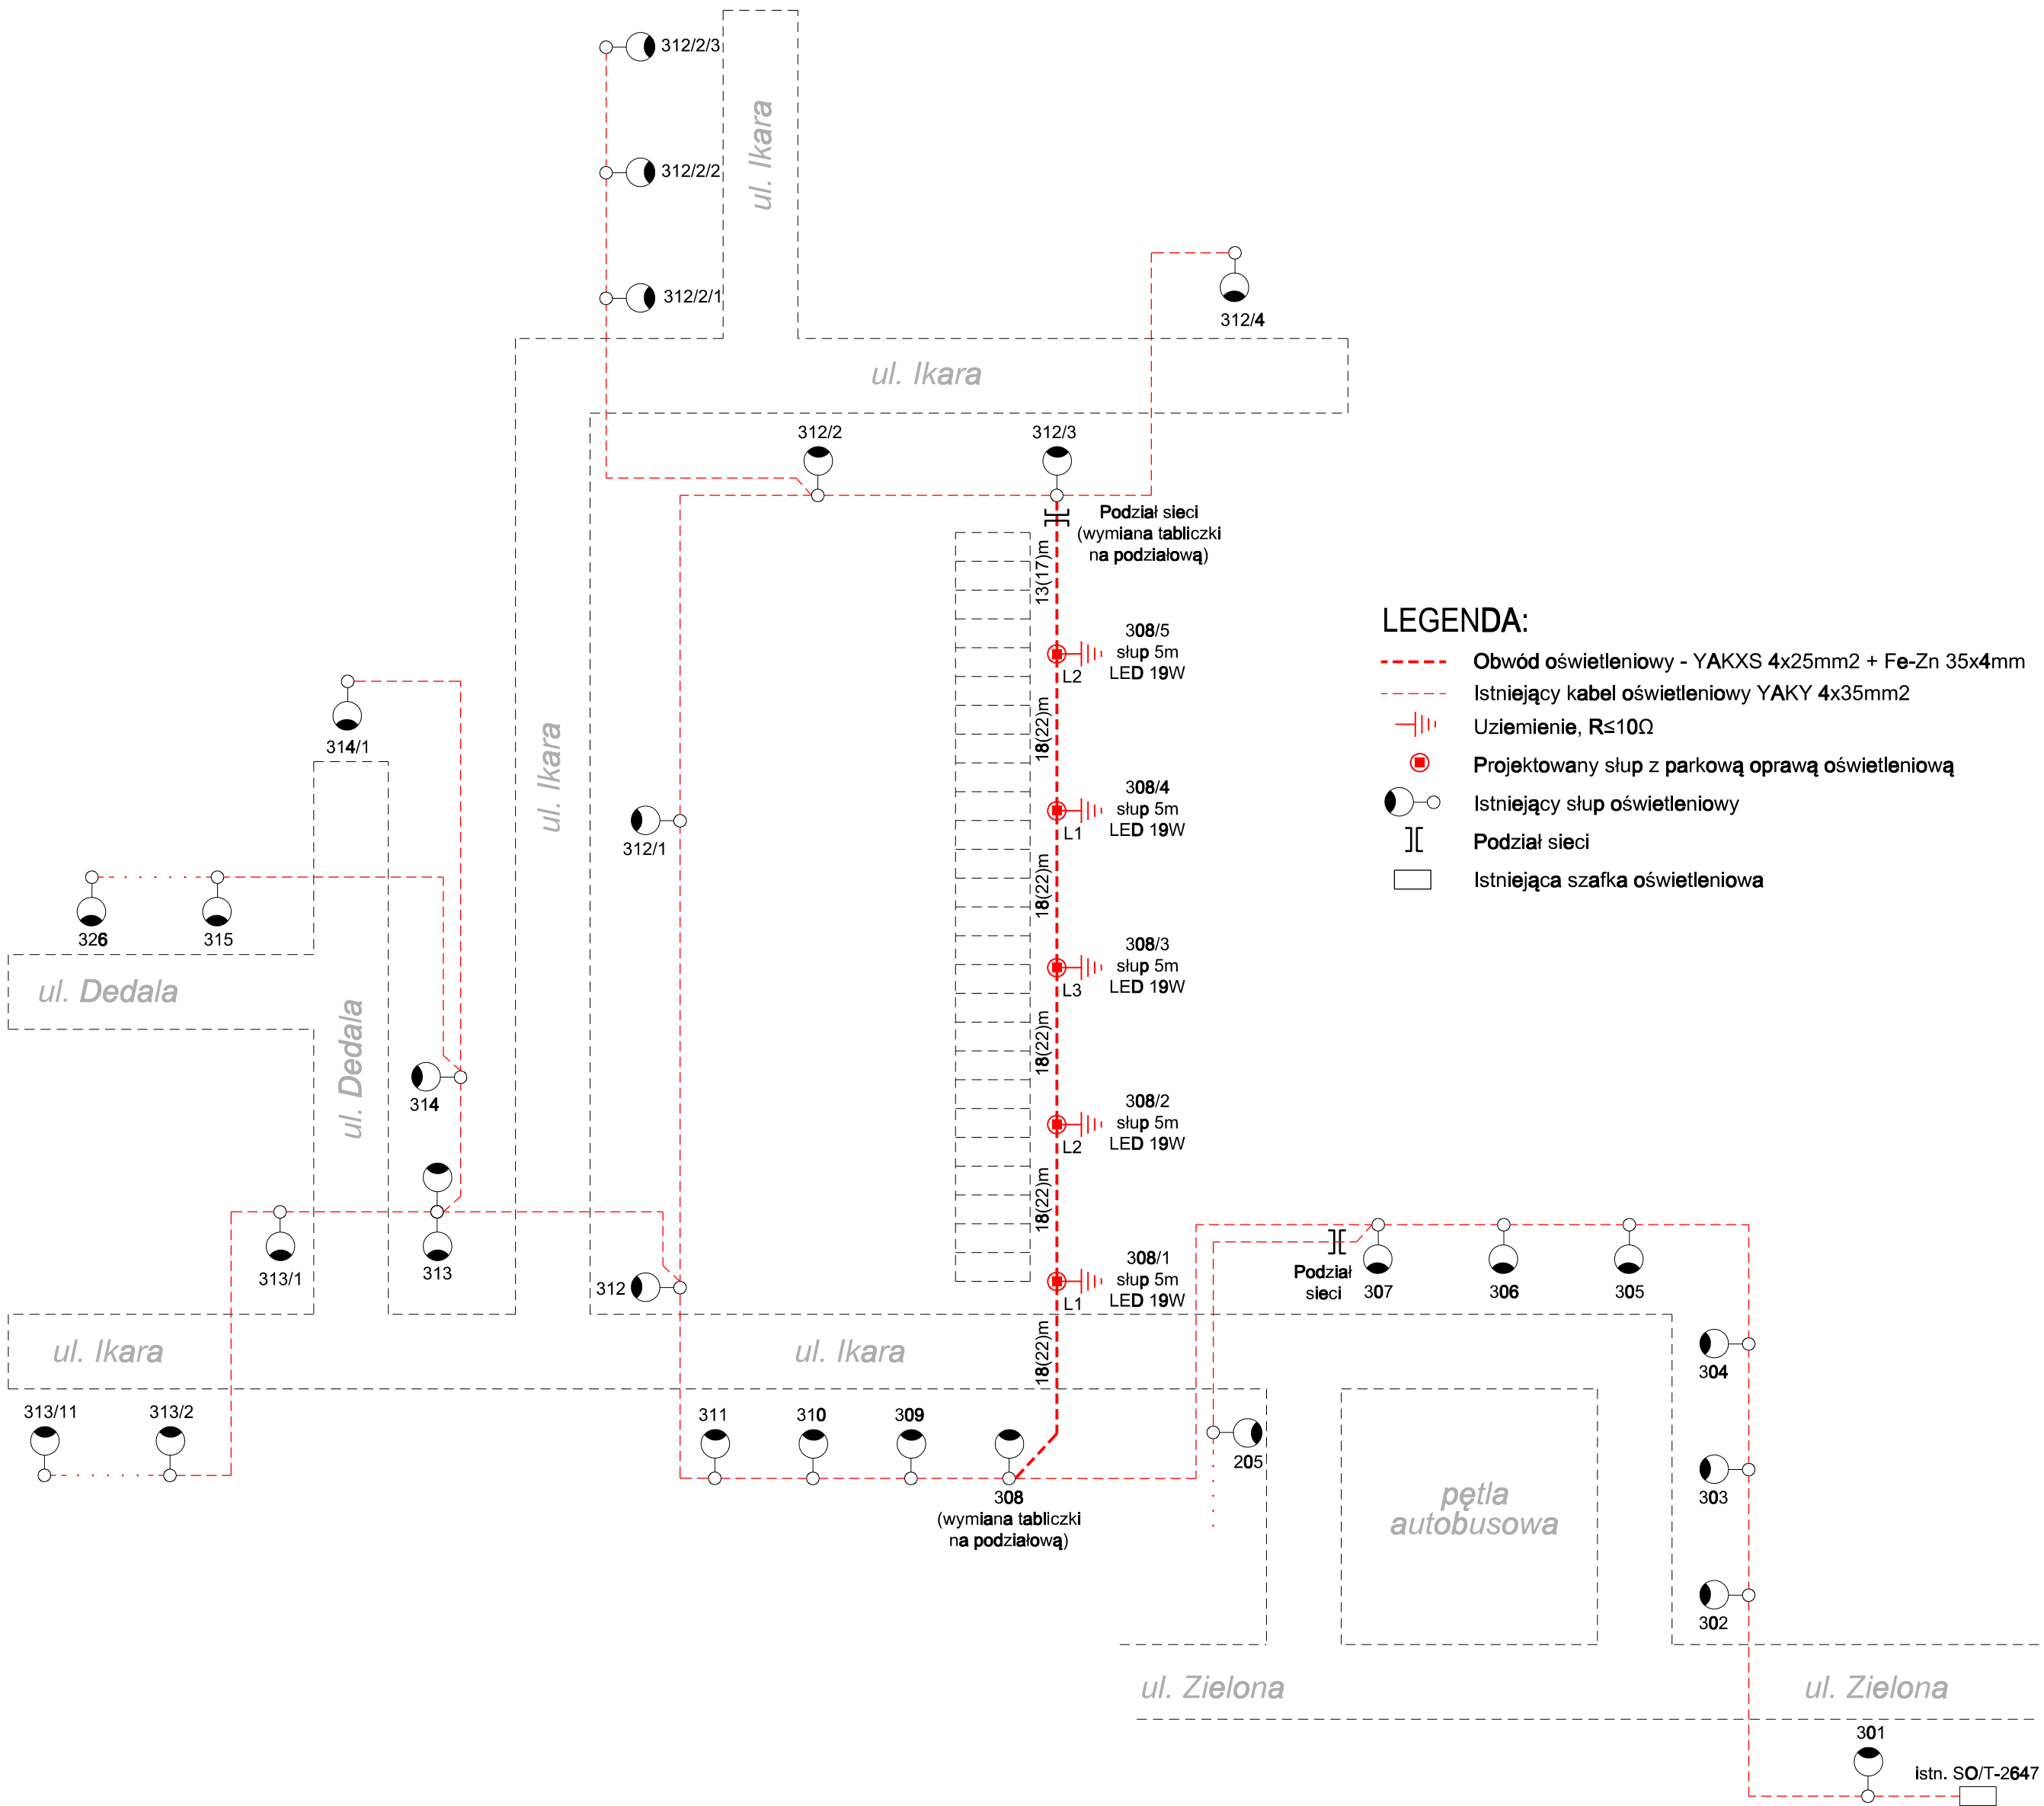 312/2/3
ul. Ikara
312/2/2
312/2/1
312/4
ul. Ikara
312/2
312/3
Podział sieci
(wymiana tabliczki
na podziałową)
13(17)m
308/5
słup 5m
LED 19W
L2
18(22)m
308/4
słup 5m
LED 19W
L1
18(22)m
308/3
słup 5m
LED 19W
L3
18(22)m
308/2
słup 5m
LED 19W
L2
18(22)m
308/1
słup 5m
LED 19W
L1
18(22)m
LEGENDA:
Obwód oświetleniowy - YAKXS 4x25mm2 + Fe-Zn 35x4mm
Istniejący kabel oświetleniowy YAKY 4x35mm2
Uziemienie, R≤10Ω
Projektowany słup z parkową oprawą oświetleniową
Istniejący słup oświetleniowy
Podział sieci
Istniejąca szafka oświetleniowa
314/1
ul. Ikara
312/1
326
315
ul. Dedala
ul. Dedala
314
313/1
313
312
Podział
sieci
307
306
305
ul. Ikara
ul. Ikara
304
313/11
313/2
311
310
309
308
(wymiana tabliczki
na podziałową)
205
303
pętla
autobusowa
302
ul. Zielona
ul. Zielona
301
istn. SO/T-2647